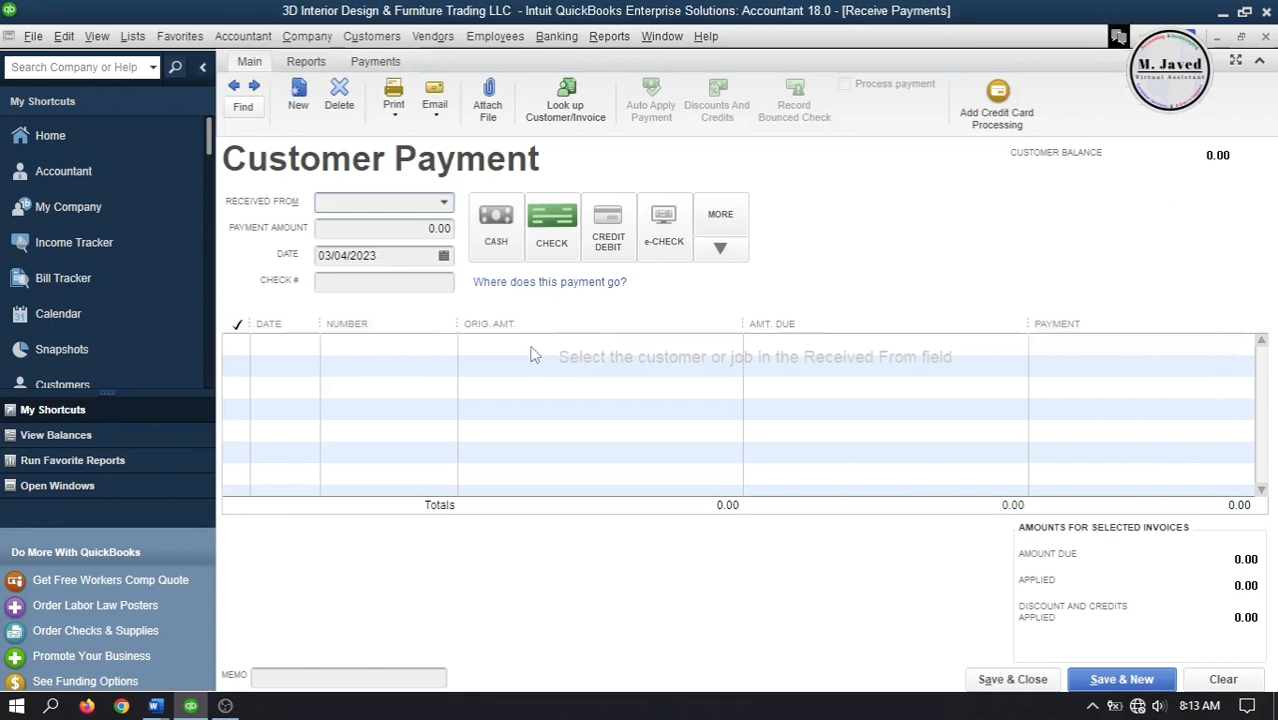 3D Interior Design & Furniture Trading LLC - Intuit QuickBooks Enterprise Solutions: Accountant 18.0 - [Receive Payments]
File Edit View Lists Favorites Accountant Company Customers Vendors Employees Banking Reports Window Help
Search Company or Help
My Shortcuts
Home
Accountant
My Company
Income Tracker
Bill Tracker
Calendar
Snapshots
Customers
My Shortcuts
View Balances
Run Favorite Reports
Open Windows
Do More With QuickBooks
Get Free Workers Comp Quote
Order Labor Law Posters
Order Checks & Supplies
Promote Your Business
See Funding Options
Main Reports Payments
Find
New
Delete
Print
Email
Attach
File
Look up
Customer/Invoice
Auto Apply
Payment
Discounts And
Credits
Record
Bounced Check
Process payment
Add Credit Card
Processing
M. Javed
Virtual Assistant
Customer Payment
CUSTOMER BALANCE 0.00
RECEIVED FROM
PAYMENT AMOUNT 0.00
DATE 03/04/2023
CHECK #
CASH
CHECK
CREDIT
DEBIT
e-CHECK
MORE
Where does this payment go?
DATE NUMBER ORIG. AMT. AMT. DUE PAYMENT
Select the customer or job in the Received From field
Totals 0.00 0.00 0.00
AMOUNTS FOR SELECTED INVOICES
AMOUNT DUE 0.00
APPLIED 0.00
DISCOUNT AND CREDITS
APPLIED 0.00
MEMO
Save & Close Save & New Clear
8:13 AM